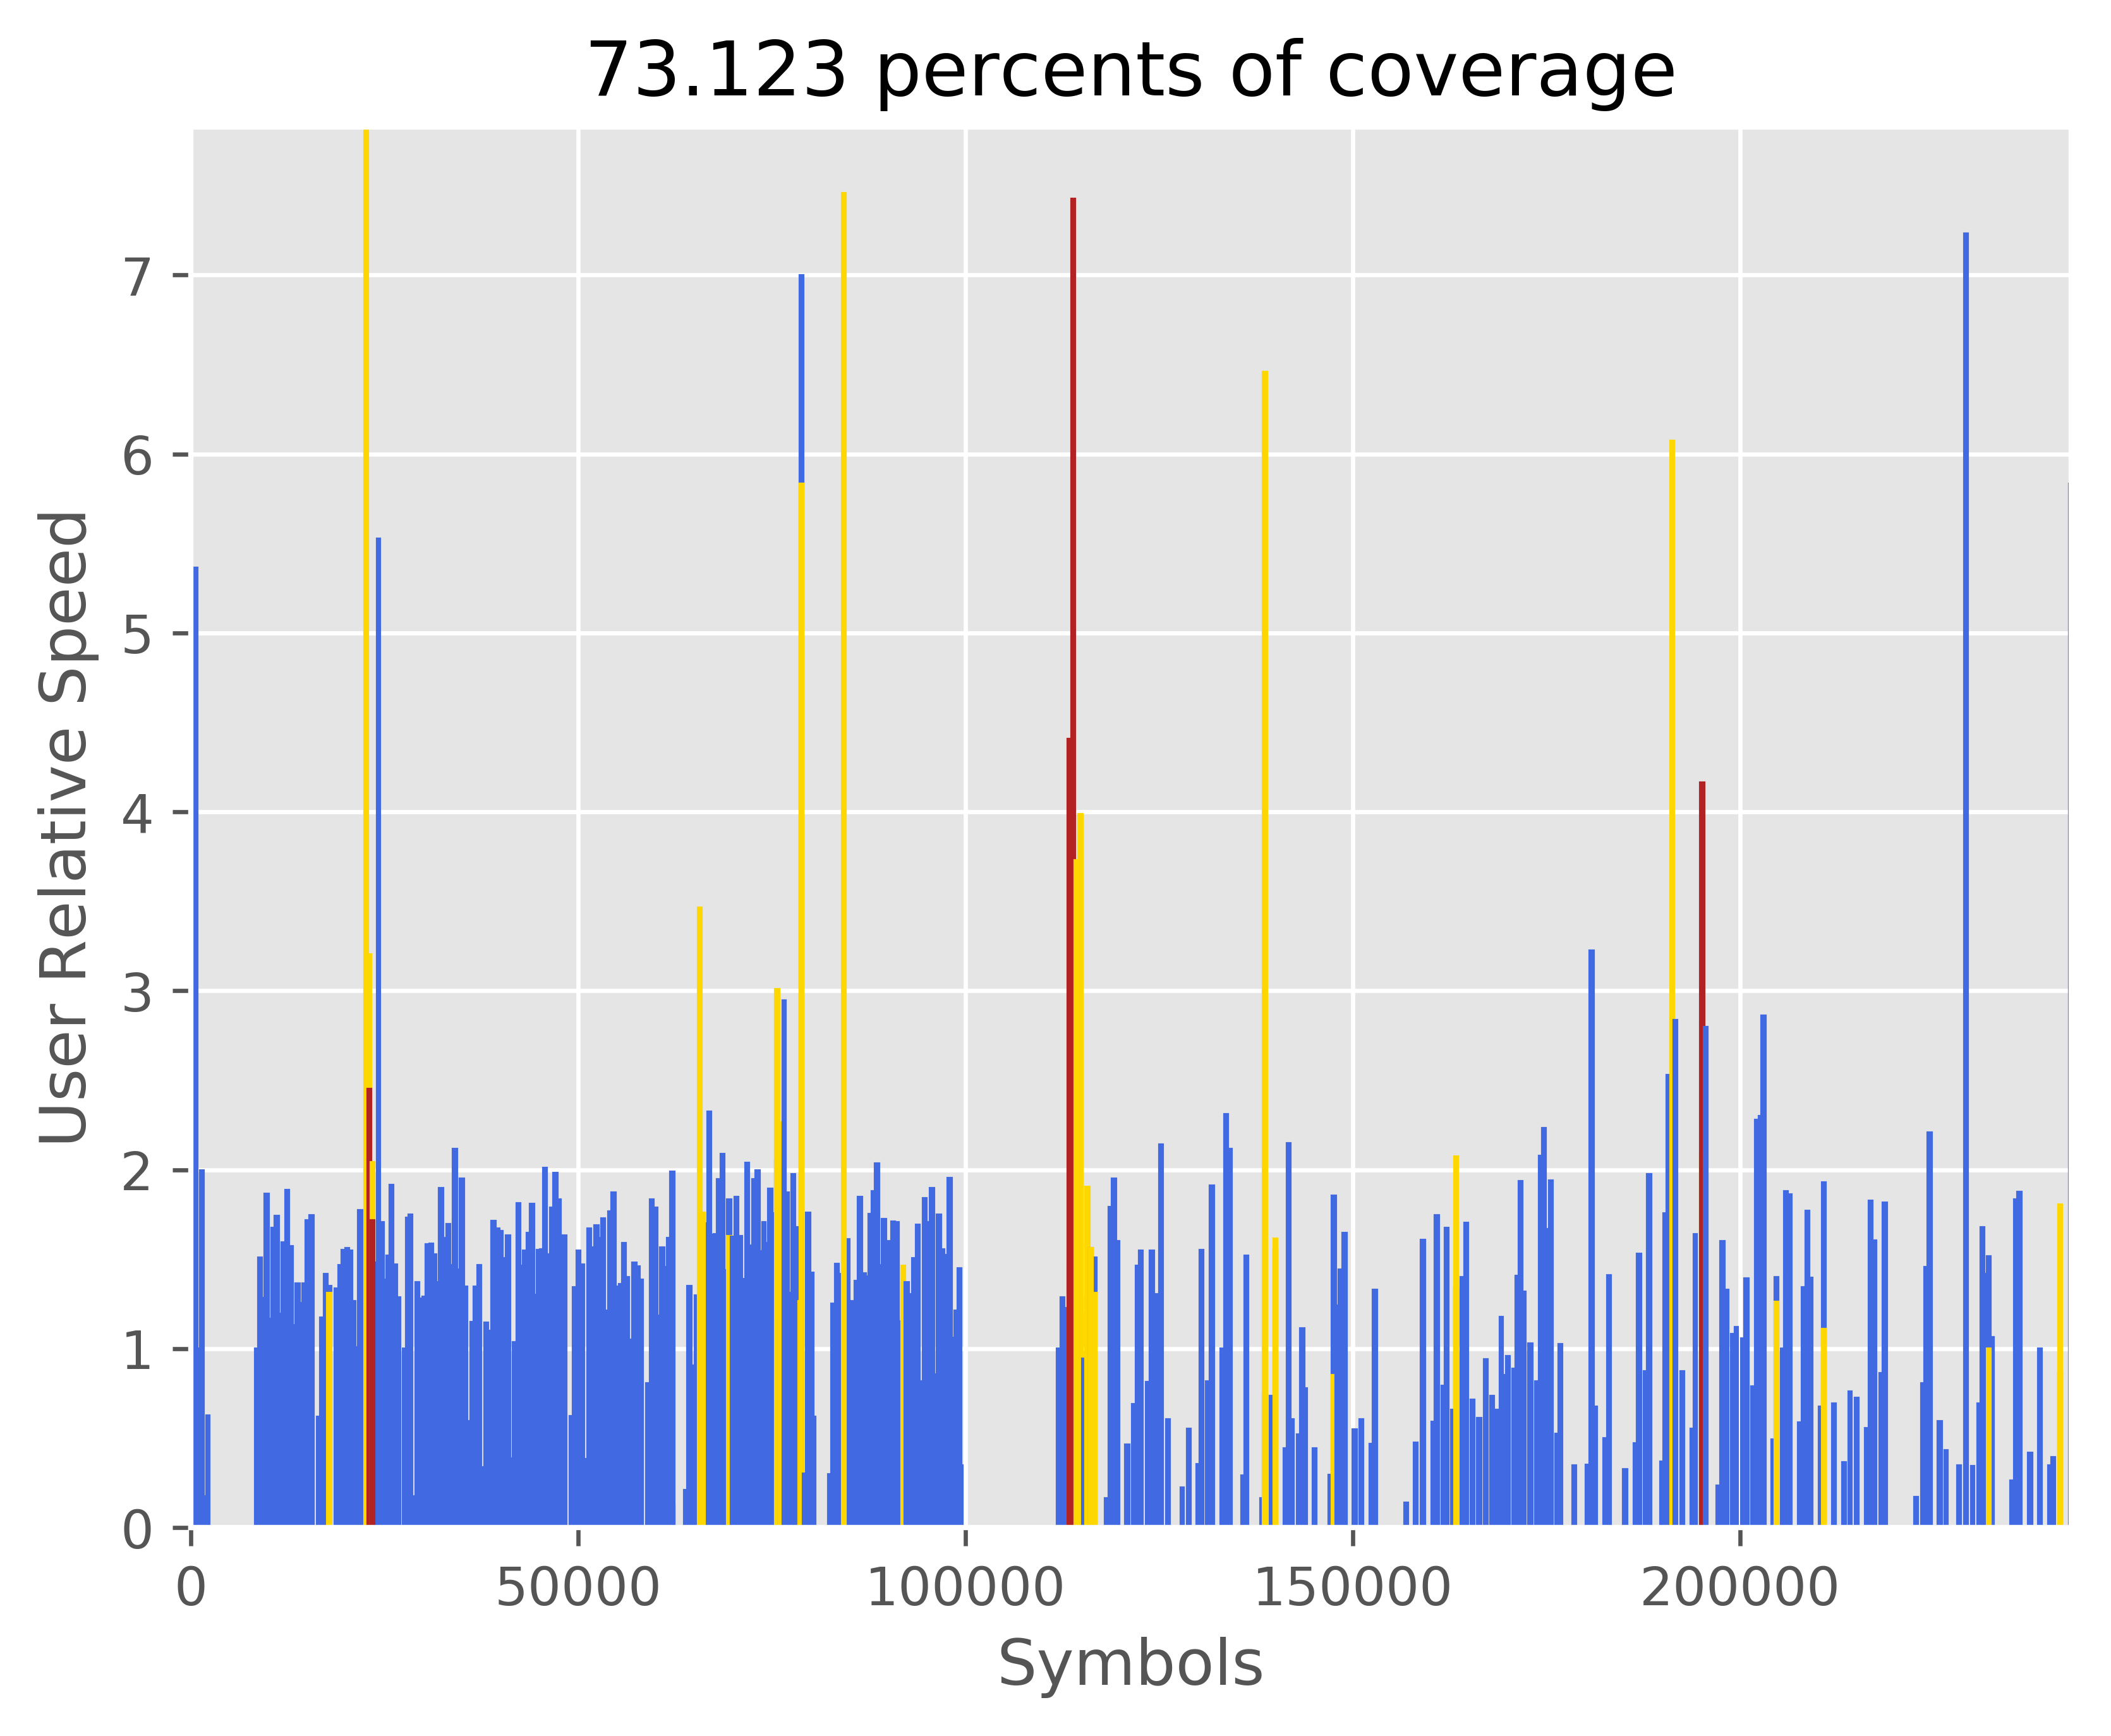 73.123 percents of coverage
User Relative Speed
7
6
5
4
3
2
1
0
0 50000 100000 150000 200000
Symbols